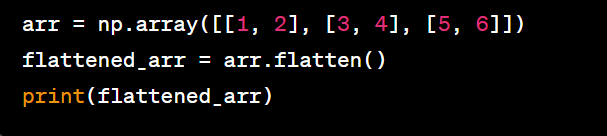 arr = np.array([[1, 2], [3, 4], [5, 6]])
flattened_arr = arr.flatten()
print(flattened_arr)